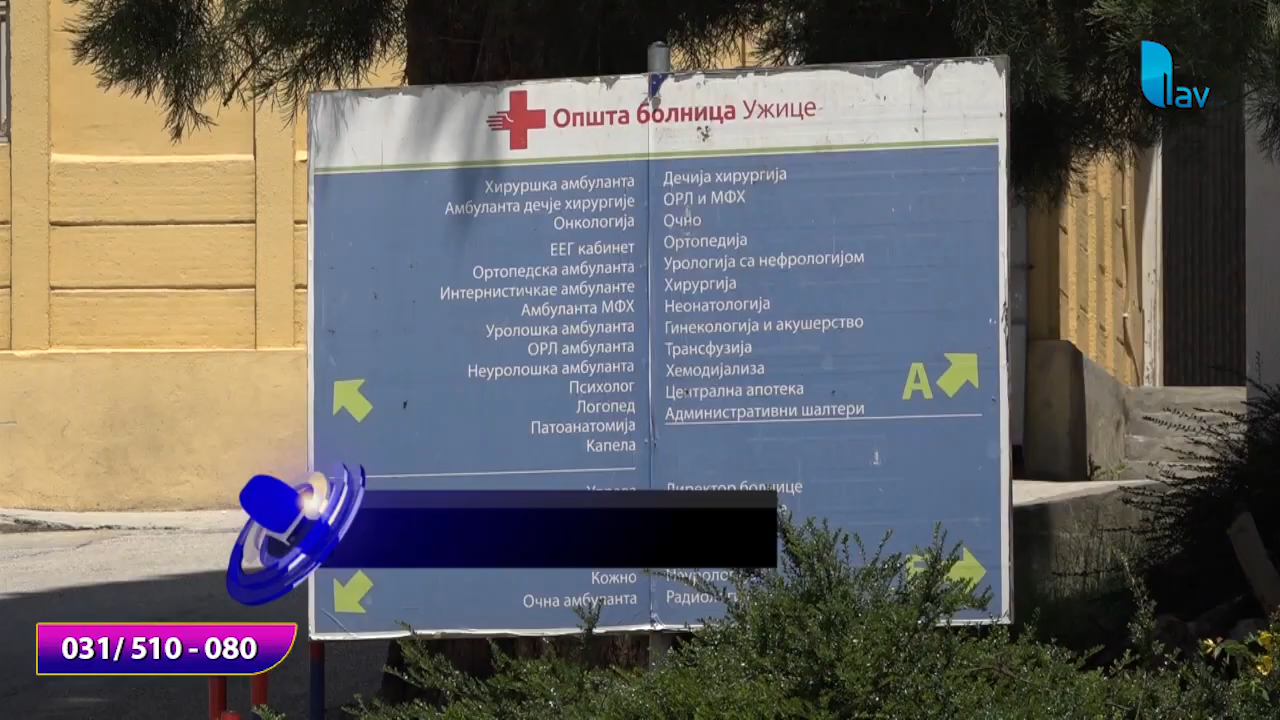 lav
Општа болница Ужице
Хируршка амбуланта
Амбуланта дечје хирургије
Онкологија
ЕЕГ кабинет
Ортопедска амбуланта
Интернистичкае амбуланте
Амбуланта МФХ
Уролошка амбуланта
ОРЛ амбуланта
Неуролошка амбуланта
Психолог
Логопед
Патоанатомија
Капела
Кожно
Очна амбуланта
Дечија хирургија
ОРЛ и МФХ
Очно
Ортопедија
Урологија са нефрологијом
Хирургија
Неонатологија
Гинекологија и акушерство
Трансфузија
Хемодијализа
Централна апотека
Административни шалтери
А
Директор болнице
031/ 510 - 080